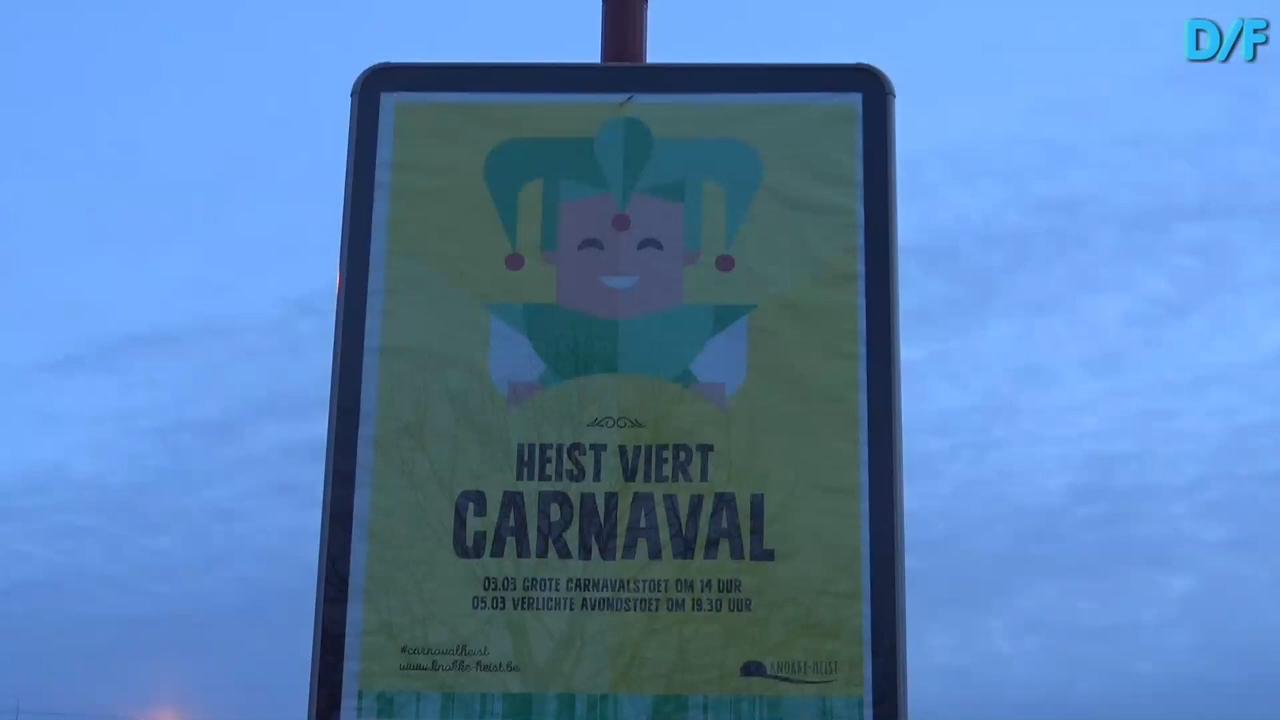 D/F
HEIST VIERT
CARNAVAL
03.03 GROTE CARNAVALSTOET OM 14 UUR
05.03 VERLICHTE AVONDSTOET OM 19.30 UUR
#carnavalheist
www.knokke-heist.be
KNOKKE-HEIST